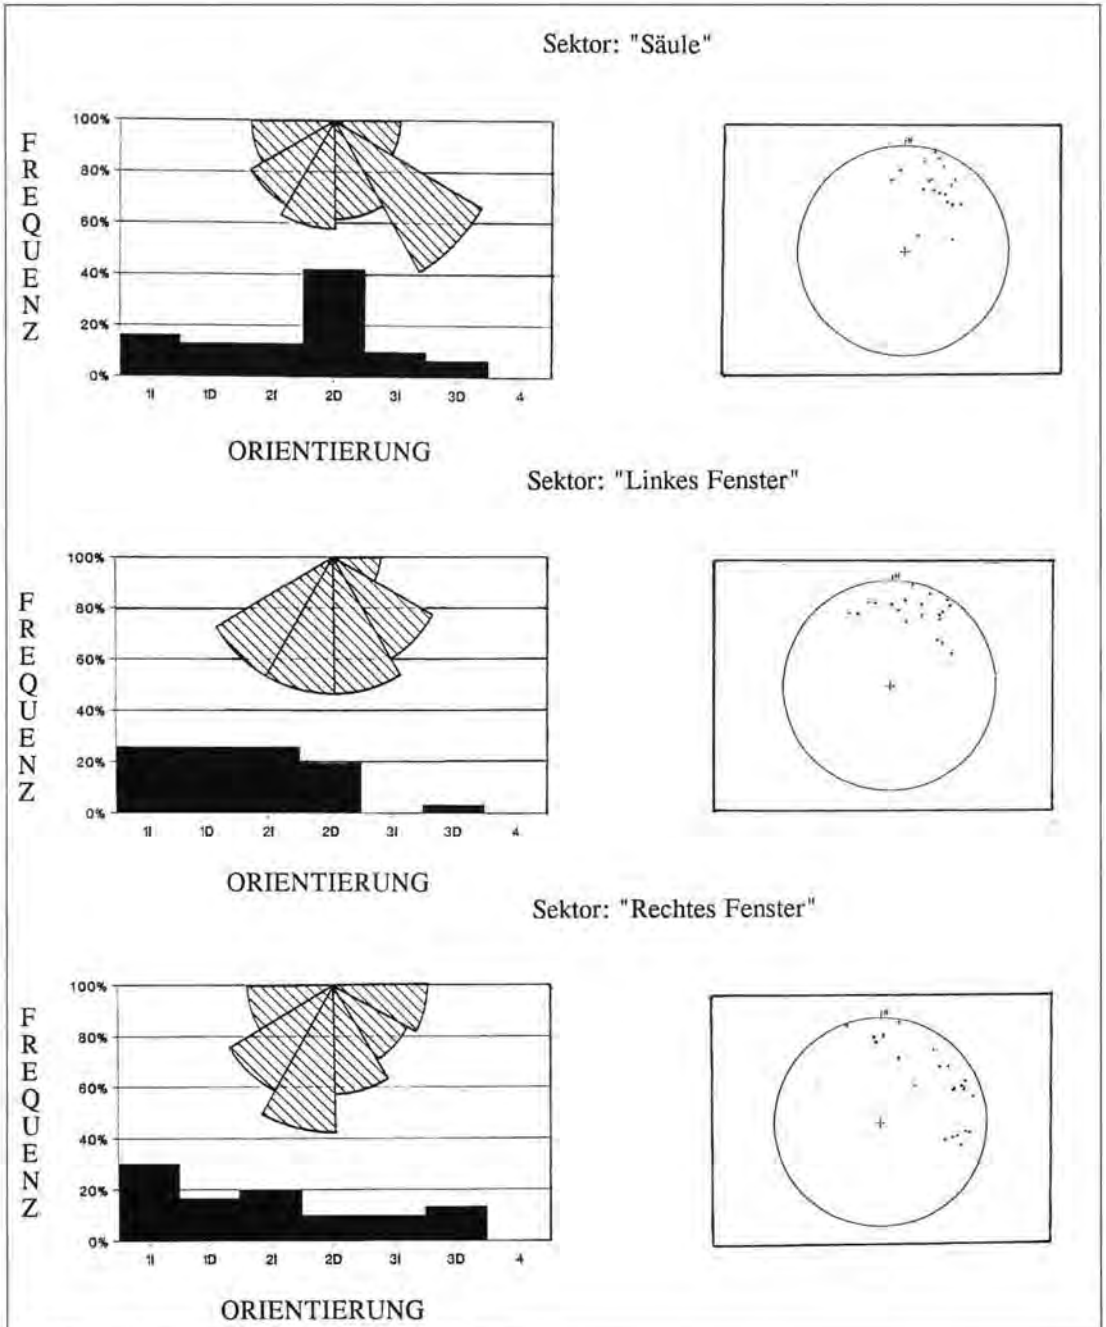 Sektor: "Säule"
FREQUENZ
100%
80%
60%
40%
20%
0%
1I 1D 2I 2D 3I 3D 4
ORIENTIERUNG
N
Sektor: "Linkes Fenster"
FREQUENZ
100%
80%
60%
40%
20%
0%
1I 1D 2I 2D 3I 3D 4
ORIENTIERUNG
N
Sektor: "Rechtes Fenster"
FREQUENZ
100%
80%
60%
40%
20%
0%
1I 1D 2I 2D 3I 3D 4
ORIENTIERUNG
N